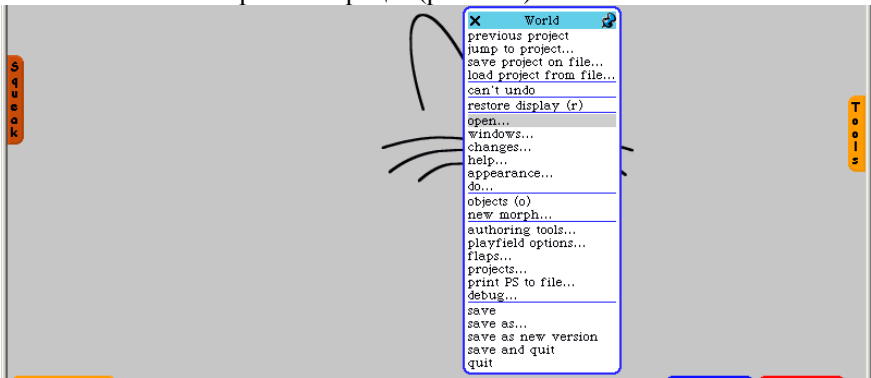 World
previous project
jump to project...
save project on file...
load project from file...
can't undo
restore display (r)
open...
windows...
changes...
help...
appearance...
do...
objects (o)
new morph...
authoring tools...
playfield options...
flaps...
projects...
print PS to file...
debug...
save
save as...
save as new version
save and quit
quit
Squeak
Tools